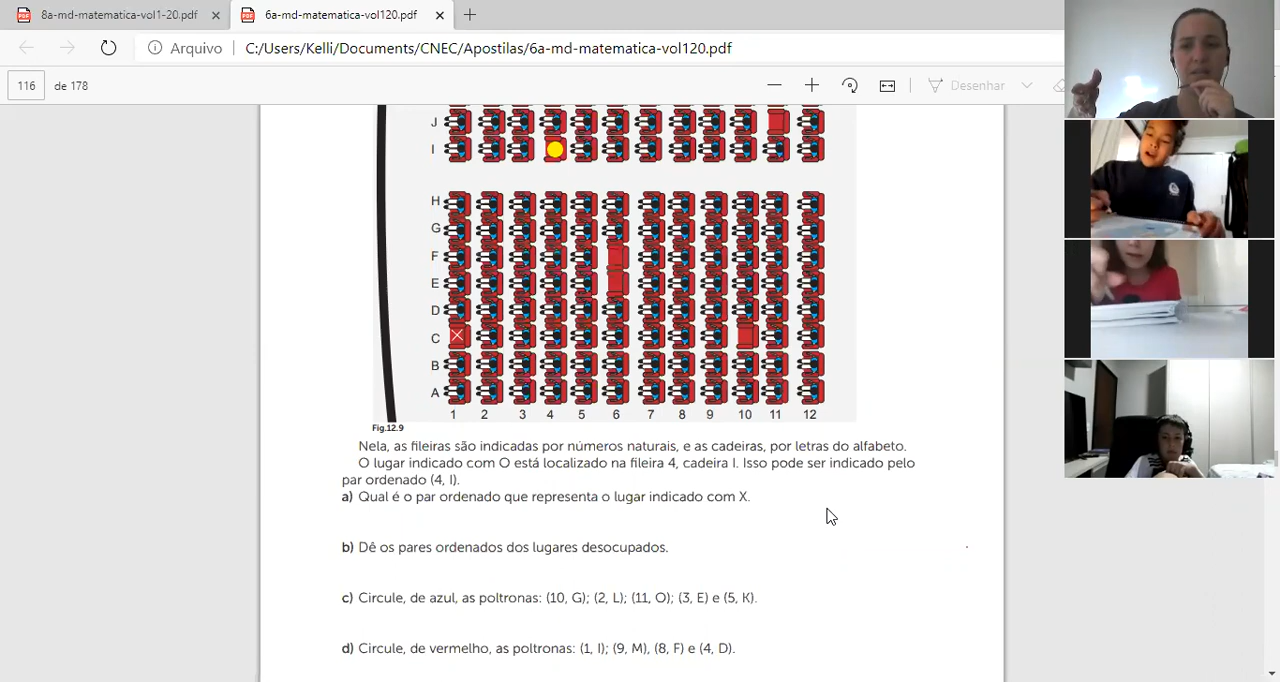 8a-md-matematica-vol1-20.pdf
6a-md-matematica-vol120.pdf
Arquivo
C:/Users/Kelli/Documents/CNEC/Apostilas/6a-md-matematica-vol120.pdf
116 de 178
Desenhar
J
I
H
G
F
E
D
C
B
A
1 2 3 4 5 6 7 8 9 10 11 12
Fig.12.9
Nela, as fileiras são indicadas por números naturais, e as cadeiras, por letras do alfabeto.
O lugar indicado com O está localizado na fileira 4, cadeira I. Isso pode ser indicado pelo
par ordenado (4, I).
a) Qual é o par ordenado que representa o lugar indicado com X.
b) Dê os pares ordenados dos lugares desocupados.
c) Circule, de azul, as poltronas: (10, G); (2, L); (11, O); (3, E) e (5, K).
d) Circule, de vermelho, as poltronas: (1, I); (9, M), (8, F) e (4, D).